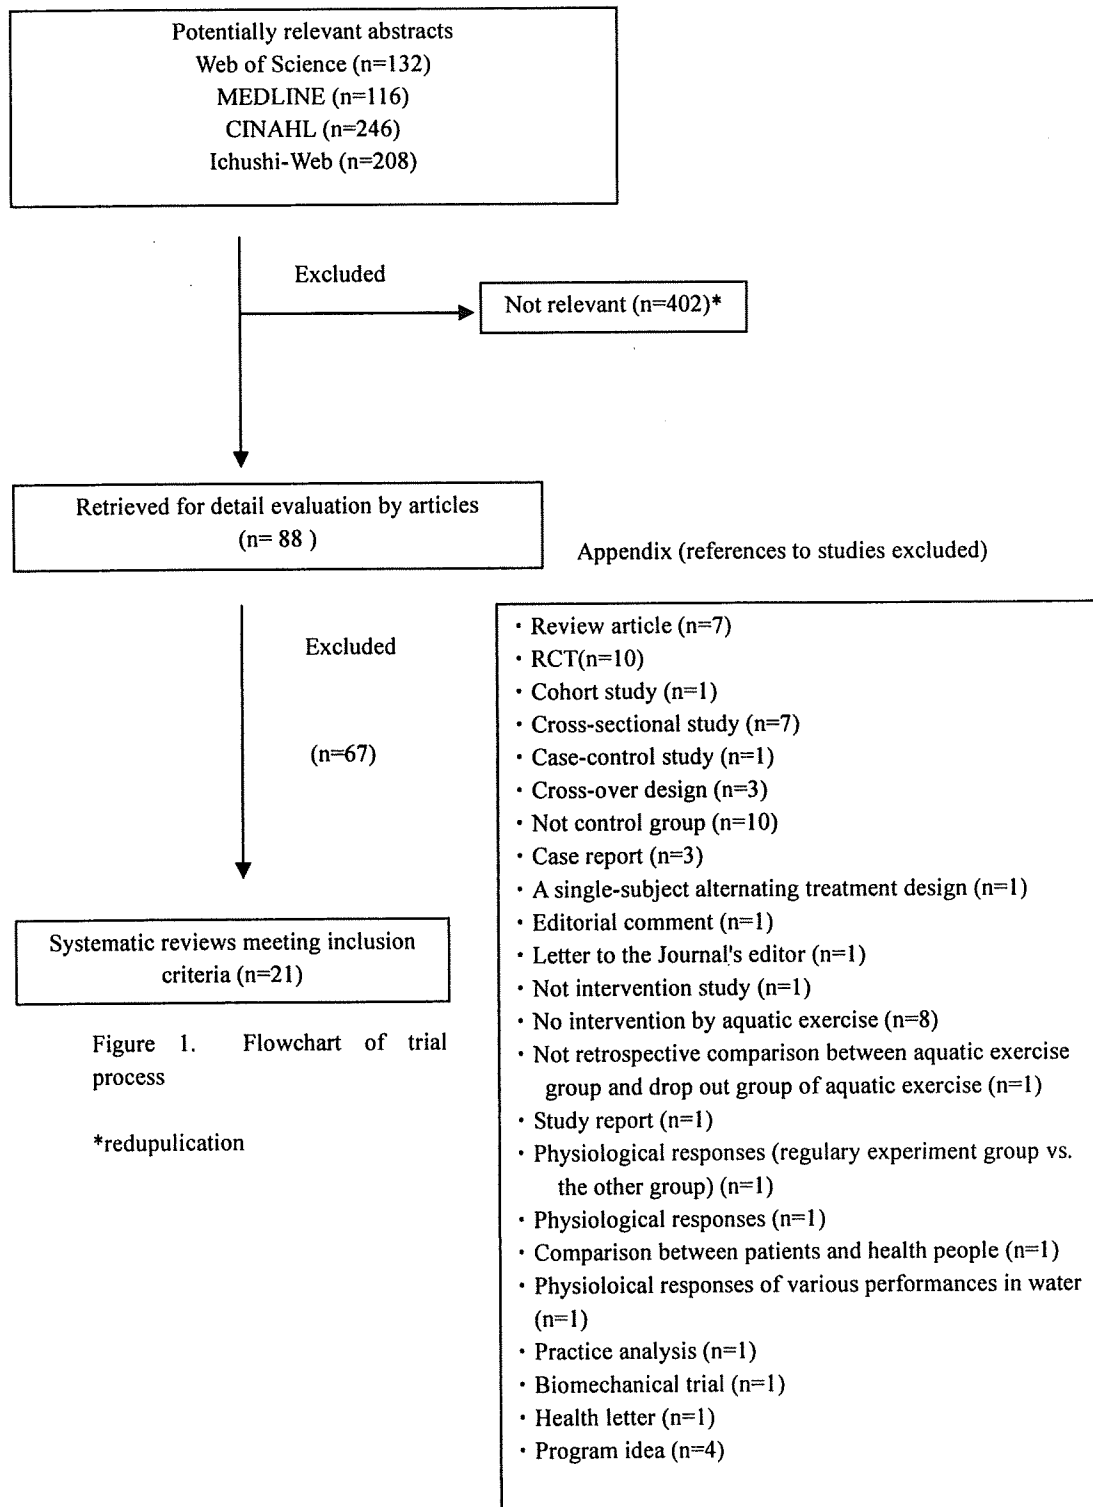 Potentially relevant abstracts
Web of Science (n=132)
MEDLINE (n=116)
CINAHL (n=246)
Ichushi-Web (n=208)
Excluded
Not relevant (n=402)*
Retrieved for detail evaluation by articles
(n= 88 )
Appendix (references to studies excluded)
Excluded
(n=67)
・Review article (n=7)
・RCT(n=10)
・Cohort study (n=1)
・Cross-sectional study (n=7)
・Case-control study (n=1)
・Cross-over design (n=3)
・Not control group (n=10)
・Case report (n=3)
・A single-subject alternating treatment design (n=1)
・Editorial comment (n=1)
・Letter to the Journal's editor (n=1)
・Not intervention study (n=1)
・No intervention by aquatic exercise (n=8)
・Not retrospective comparison between aquatic exercise
group and drop out group of aquatic exercise (n=1)
・Study report (n=1)
・Physiological responses (regulary experiment group vs.
the other group) (n=1)
・Physiological responses (n=1)
・Comparison between patients and health people (n=1)
・Physioloical responses of various performances in water
(n=1)
・Practice analysis (n=1)
・Biomechanical trial (n=1)
・Health letter (n=1)
・Program idea (n=4)
Systematic reviews meeting inclusion
criteria (n=21)
Figure 1. Flowchart of trial
process
*redupulication